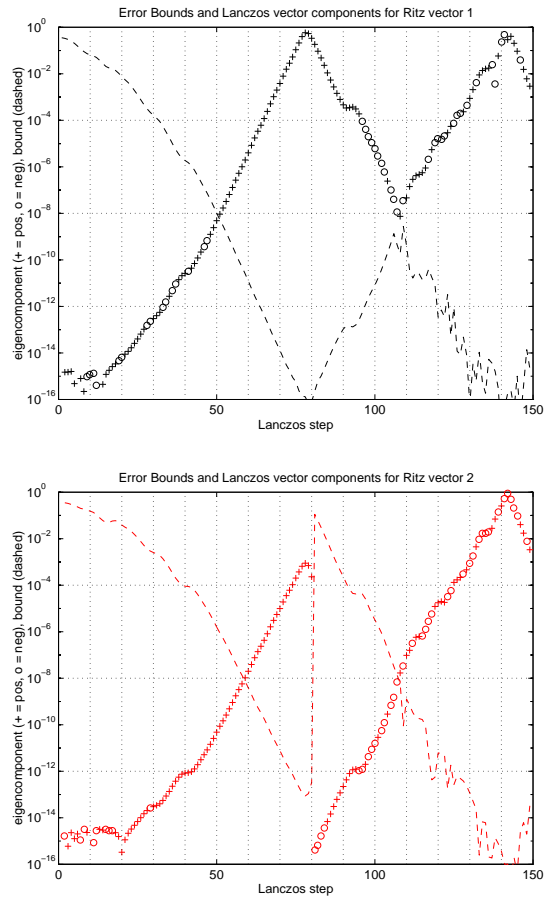 Error Bounds and Lanczos vector components for Ritz vector 1
eigencomponent (+ = pos, o = neg), bound (dashed)
10^0
10^-2
10^-4
10^-6
10^-8
10^-10
10^-12
10^-14
10^-16
0 50 100 150
Lanczos step
Error Bounds and Lanczos vector components for Ritz vector 2
eigencomponent (+ = pos, o = neg), bound (dashed)
10^0
10^-2
10^-4
10^-6
10^-8
10^-10
10^-12
10^-14
10^-16
0 50 100 150
Lanczos step